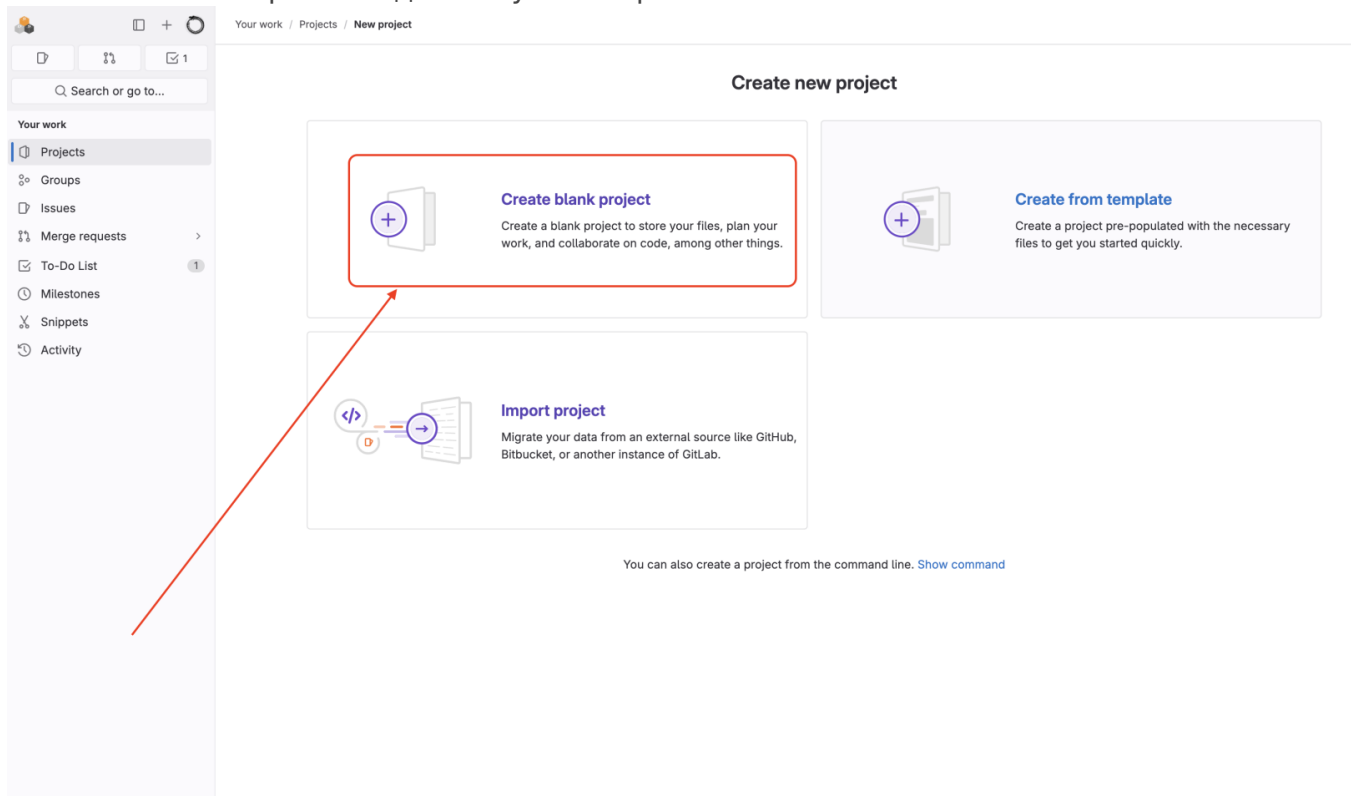 Your work / Projects / New project
1
Search or go to...
Your work
Projects
Groups
Issues
Merge requests
To-Do List 1
Milestones
Snippets
Activity
Create new project
Create blank project
Create a blank project to store your files, plan your
work, and collaborate on code, among other things.
Create from template
Create a project pre-populated with the necessary
files to get you started quickly.
Import project
Migrate your data from an external source like GitHub,
Bitbucket, or another instance of GitLab.
You can also create a project from the command line. Show command